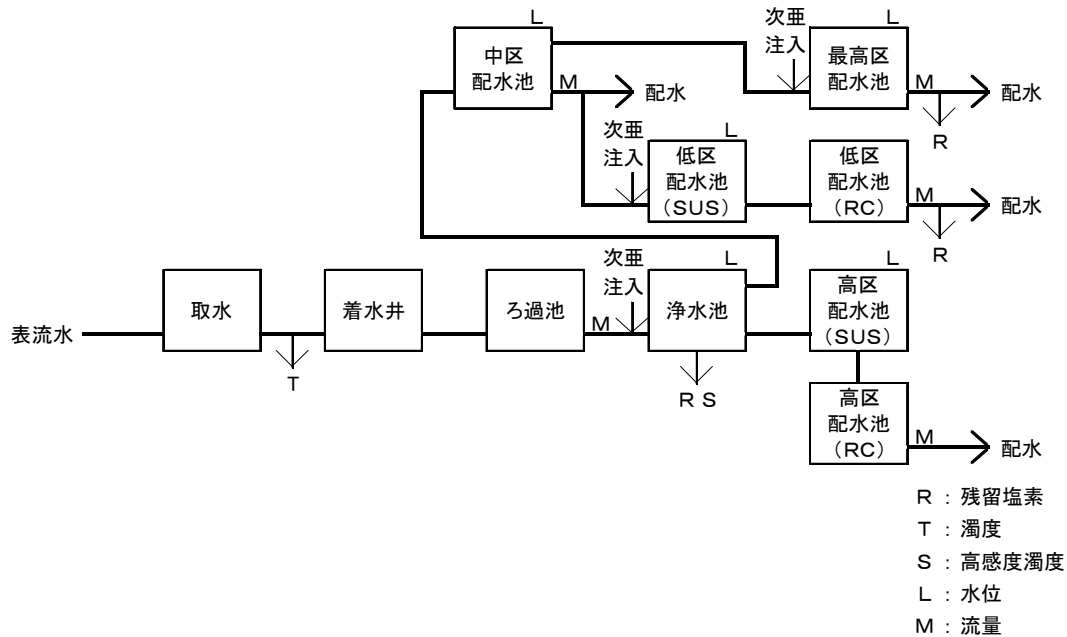 L
中区
配水池
M
配水
次亜
注入
L
最高区
配水池
M
配水
R
次亜
注入
L
低区
配水池
(SUS)
低区
配水池
(RC)
M
配水
R
表流水
取水
T
着水井
ろ過池
M
次亜
注入
L
浄水池
R S
L
高区
配水池
(SUS)
高区
配水池
(RC)
M
配水
R : 残留塩素
T : 濁度
S : 高感度濁度
L : 水位
M : 流量